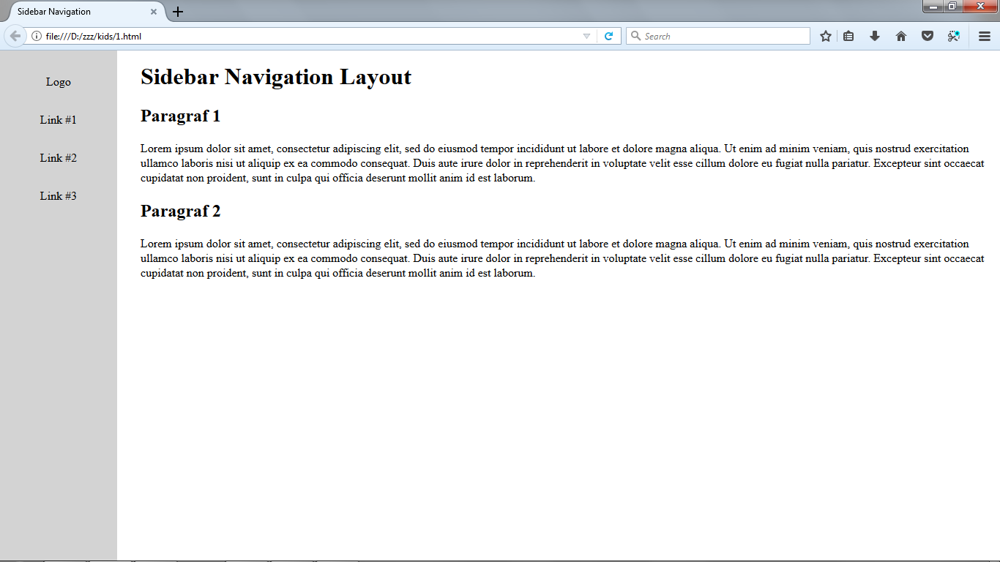 Sidebar Navigation
file:///D:/zzz/kids/1.html
Search
Logo
Link #1
Link #2
Link #3
Sidebar Navigation Layout
Paragraf 1
Lorem ipsum dolor sit amet, consectetur adipiscing elit, sed do eiusmod tempor incididunt ut labore et dolore magna aliqua. Ut enim ad minim veniam, quis nostrud exercitation
ullamco laboris nisi ut aliquip ex ea commodo consequat. Duis aute irure dolor in reprehenderit in voluptate velit esse cillum dolore eu fugiat nulla pariatur. Excepteur sint occaecat
cupidatat non proident, sunt in culpa qui officia deserunt mollit anim id est laborum.
Paragraf 2
Lorem ipsum dolor sit amet, consectetur adipiscing elit, sed do eiusmod tempor incididunt ut labore et dolore magna aliqua. Ut enim ad minim veniam, quis nostrud exercitation
ullamco laboris nisi ut aliquip ex ea commodo consequat. Duis aute irure dolor in reprehenderit in voluptate velit esse cillum dolore eu fugiat nulla pariatur. Excepteur sint occaecat
cupidatat non proident, sunt in culpa qui officia deserunt mollit anim id est laborum.